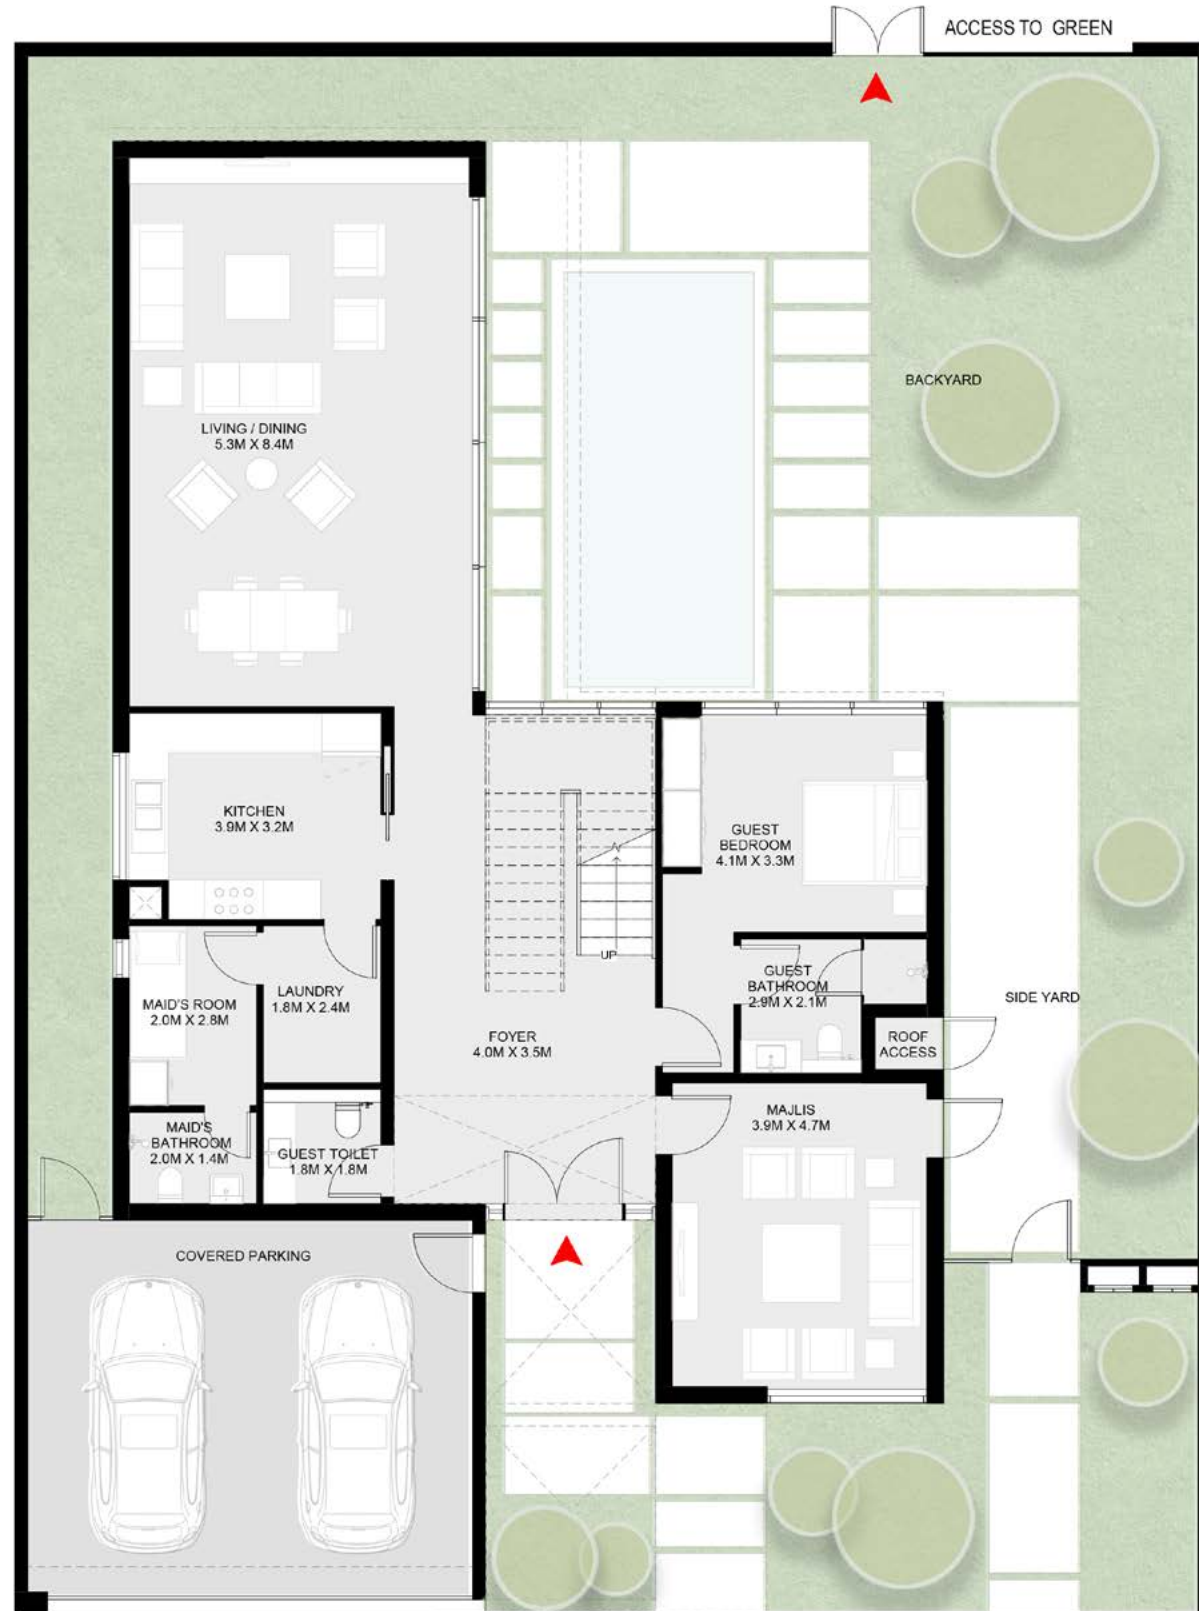 ACCESS TO GREEN
BACKYARD
LIVING / DINING
5.3M X 8.4M
KITCHEN
3.9M X 3.2M
GUEST
BEDROOM
4.1M X 3.3M
UP
GUEST
BATHROOM
2.9M X 2.1M
MAID'S ROOM
2.0M X 2.8M
LAUNDRY
1.8M X 2.4M
SIDE YARD
FOYER
4.0M X 3.5M
ROOF
ACCESS
MAJLIS
3.9M X 4.7M
MAID'S
BATHROOM
2.0M X 1.4M
GUEST TOILET
1.8M X 1.8M
COVERED PARKING